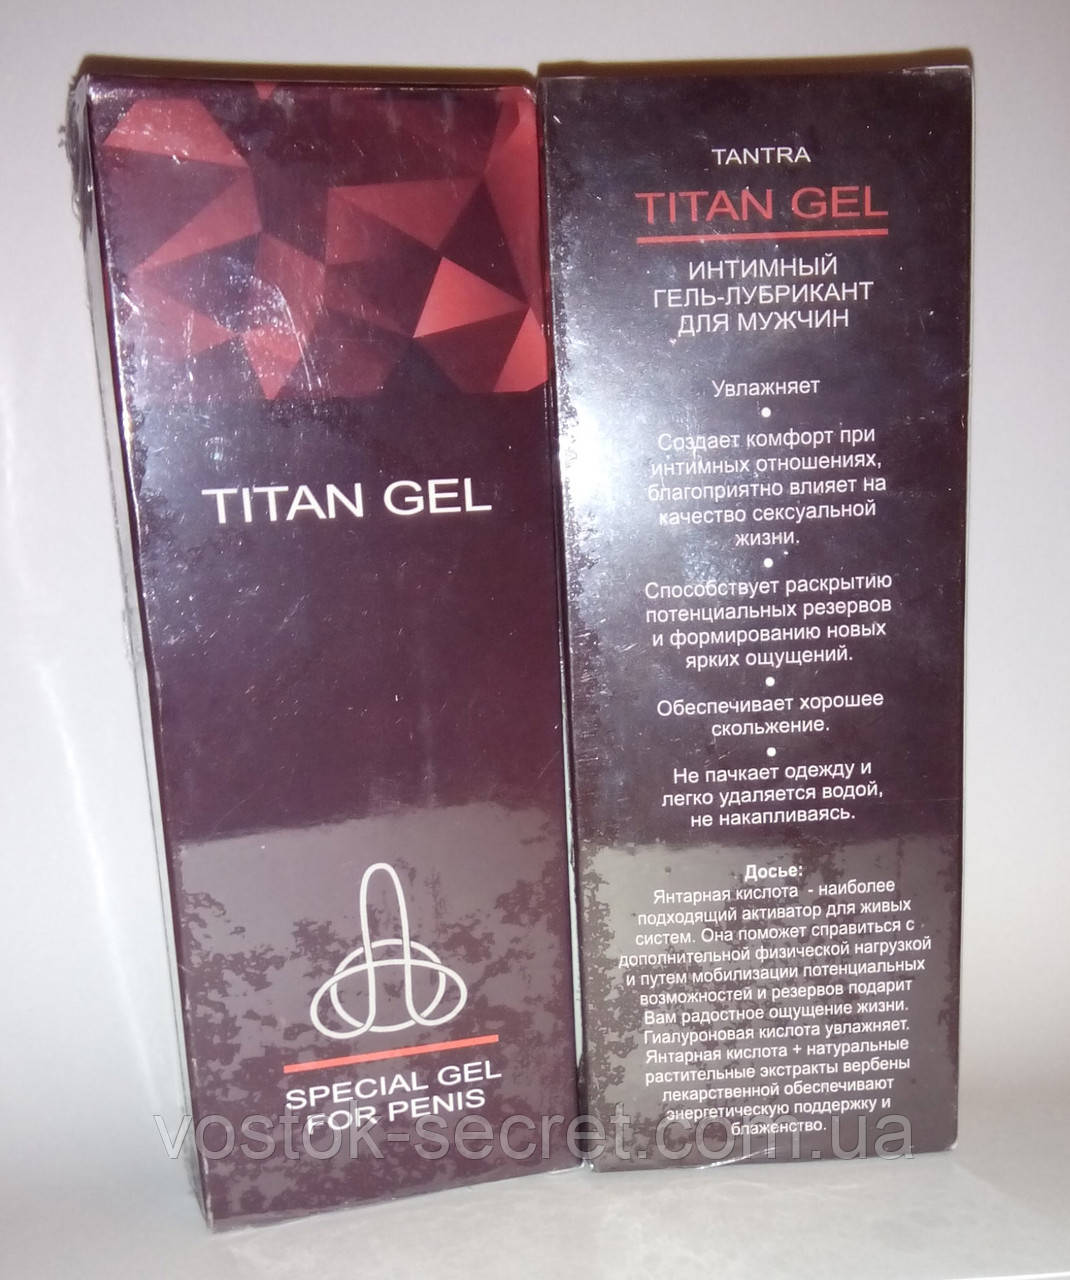 TITAN GEL
SPECIAL GEL
FOR PENIS
TANTRA
TITAN GEL
ИНТИМНЫЙ
ГЕЛЬ-ЛУБРИКАНТ
ДЛЯ МУЖЧИН
Увлажняет
•
Создает комфорт при
интимных отношениях,
благоприятно влияет на
качество сексуальной
жизни.
•
Способствует раскрытию
потенциальных резервов
и формированию новых
ярких ощущений.
•
Обеспечивает хорошее
скольжение.
•
Не пачкает одежду и
легко удаляется водой,
не накапливаясь.
Досье:
Янтарная кислота - наиболее
подходящий активатор для живых
систем. Она поможет справиться с
дополнительной физической нагрузкой
и путем мобилизации потенциальных
возможностей и резервов подарит
Вам радостное ощущение жизни.
Гиалуроновая кислота увлажняет.
Янтарная кислота + натуральные
растительные экстракты вербены
лекарственной обеспечивают
энергетическую поддержку и
блаженство.
vostok-secret.com.ua